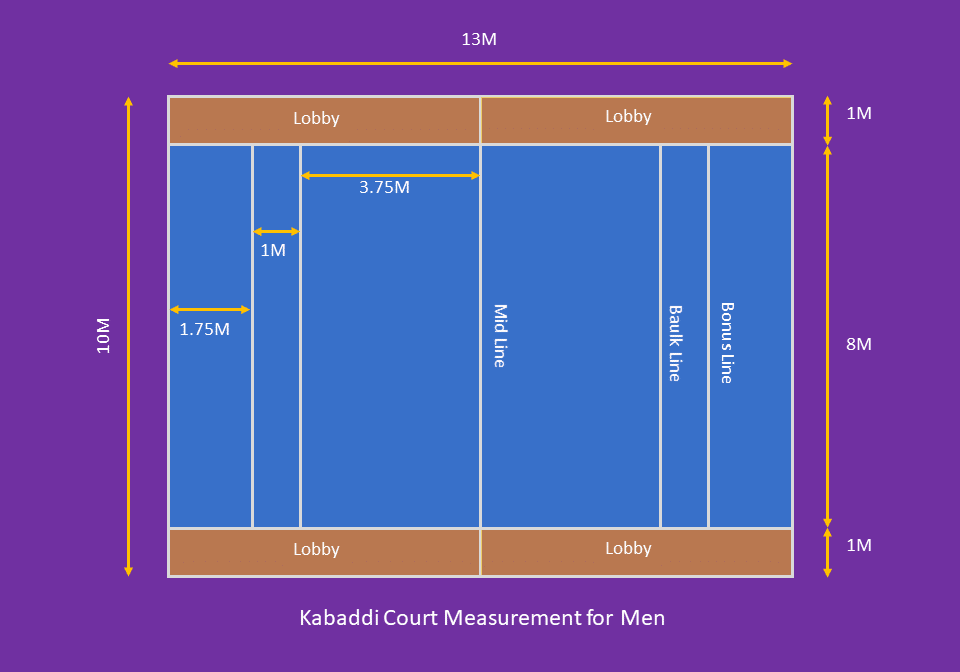 13M
Lobby
Lobby
1M
3.75M
1M
1.75M
10M
Mid Line
Baulk Line
Bonus Line
8M
Lobby
Lobby
1M
Kabaddi Court Measurement for Men